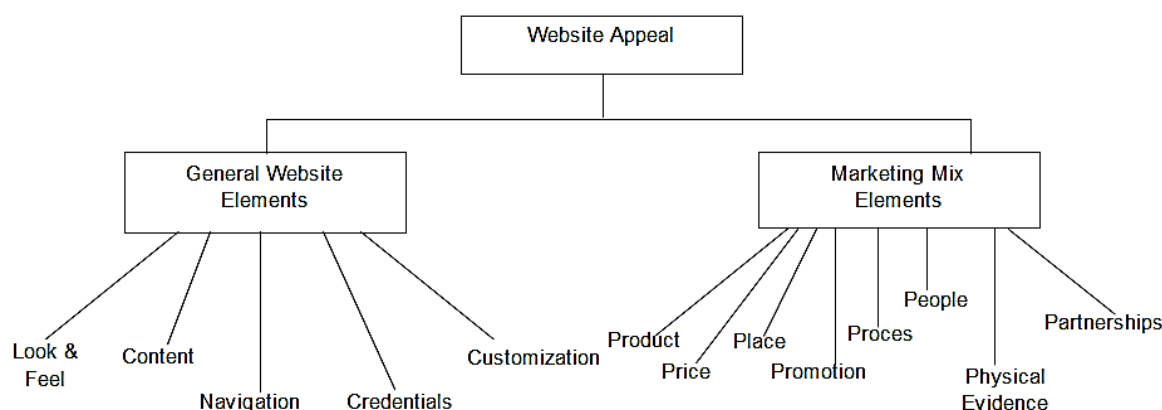 Website Appeal
General Website
Elements
Marketing Mix
Elements
Look &
Feel
Content
Navigation
Credentials
Customization
Product
Price
Place
Promotion
Proces
People
Physical
Evidence
Partnerships